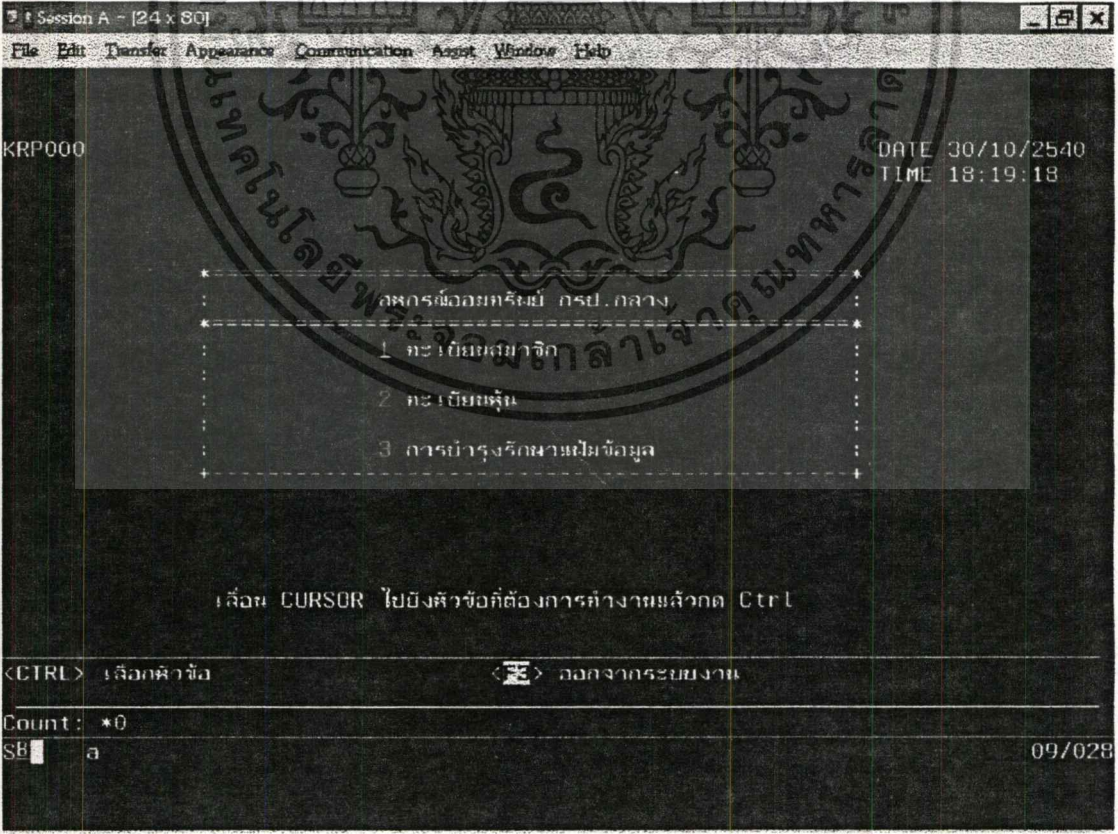 Session A - [24 x 80]
File Edit Transfer Appearance Communication Assist Window Help
KRP000 DATE 30/10/2540
TIME 18:19:18
สหกรณ์ออมทรัพย์ กรป.กลาง
1 ทะเบียนสมาชิก
2 ทะเบียนหุ้น
3 การบำรุงรักษาแฟ้มข้อมูล
เลื่อน CURSOR ไปยังหัวข้อที่ต้องการทำงานแล้วกด Ctrl
<CTRL> เลือกหัวข้อ ออกจากระบบงาน
Count: *0
SB a 09/028